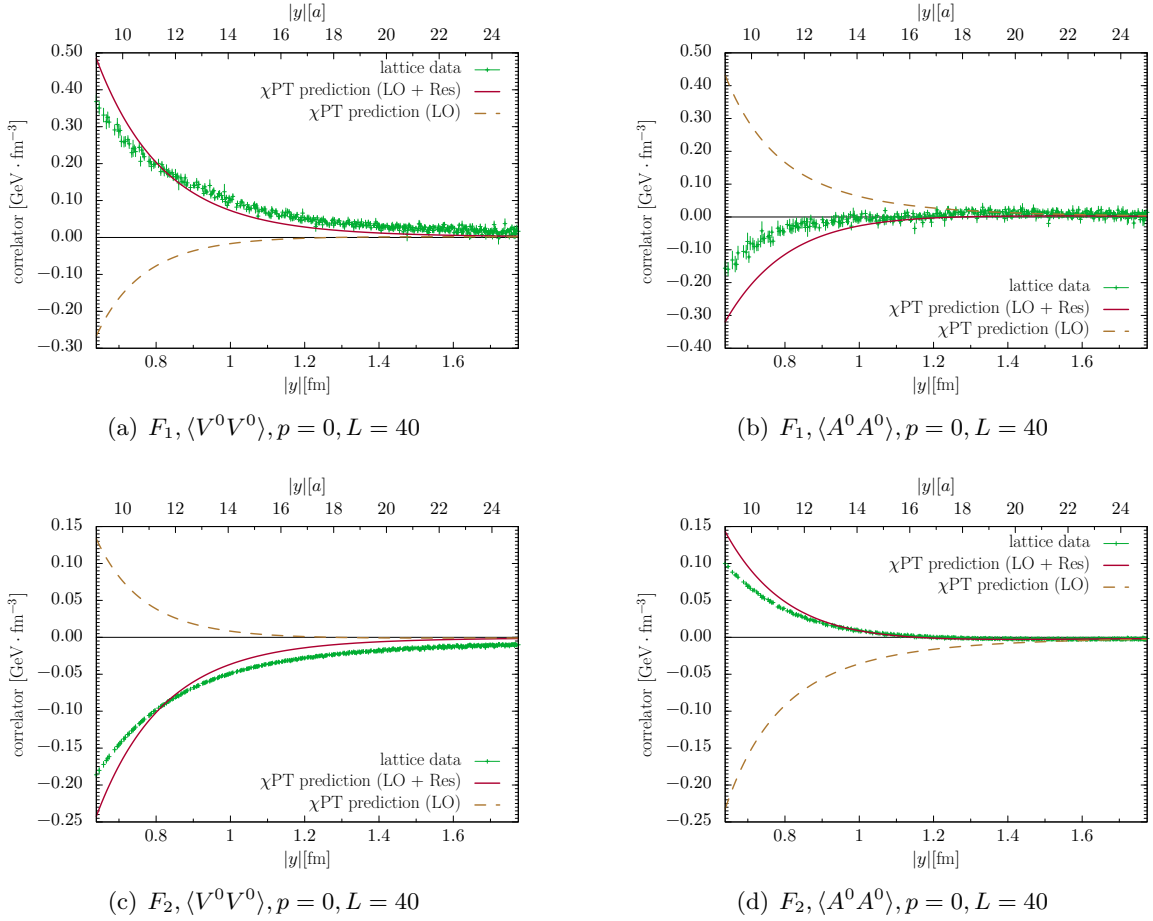 |y|[a]
10 12 14 16 18 20 22 24
correlator [GeV · fm⁻³]
0.50
0.40
0.30
0.20
0.10
0.00
−0.10
−0.20
−0.30
lattice data
χPT prediction (LO + Res)
χPT prediction (LO)
0.8 1 1.2 1.4 1.6
|y|[fm]
(a) F₁, ⟨V⁰V⁰⟩, p = 0, L = 40
|y|[a]
10 12 14 16 18 20 22 24
correlator [GeV · fm⁻³]
0.50
0.40
0.30
0.20
0.10
0.00
−0.10
−0.20
−0.30
−0.40
lattice data
χPT prediction (LO + Res)
χPT prediction (LO)
0.8 1 1.2 1.4 1.6
|y|[fm]
(b) F₁, ⟨A⁰A⁰⟩, p = 0, L = 40
|y|[a]
10 12 14 16 18 20 22 24
correlator [GeV · fm⁻³]
0.15
0.10
0.05
0.00
−0.05
−0.10
−0.15
−0.20
−0.25
lattice data
χPT prediction (LO + Res)
χPT prediction (LO)
0.8 1 1.2 1.4 1.6
|y|[fm]
(c) F₂, ⟨V⁰V⁰⟩, p = 0, L = 40
|y|[a]
10 12 14 16 18 20 22 24
correlator [GeV · fm⁻³]
0.15
0.10
0.05
0.00
−0.05
−0.10
−0.15
−0.20
−0.25
lattice data
χPT prediction (LO + Res)
χPT prediction (LO)
0.8 1 1.2 1.4 1.6
|y|[fm]
(d) F₂, ⟨A⁰A⁰⟩, p = 0, L = 40